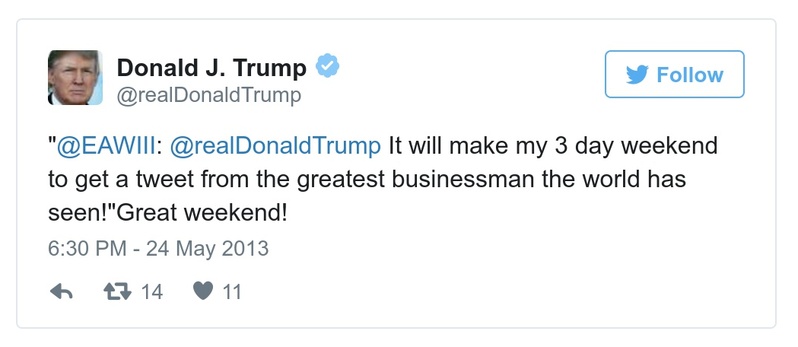 Donald J. Trump
@realDonaldTrump
Follow
"@EAWIII: @realDonaldTrump It will make my 3 day weekend
to get a tweet from the greatest businessman the world has
seen!"Great weekend!
6:30 PM - 24 May 2013
14 11